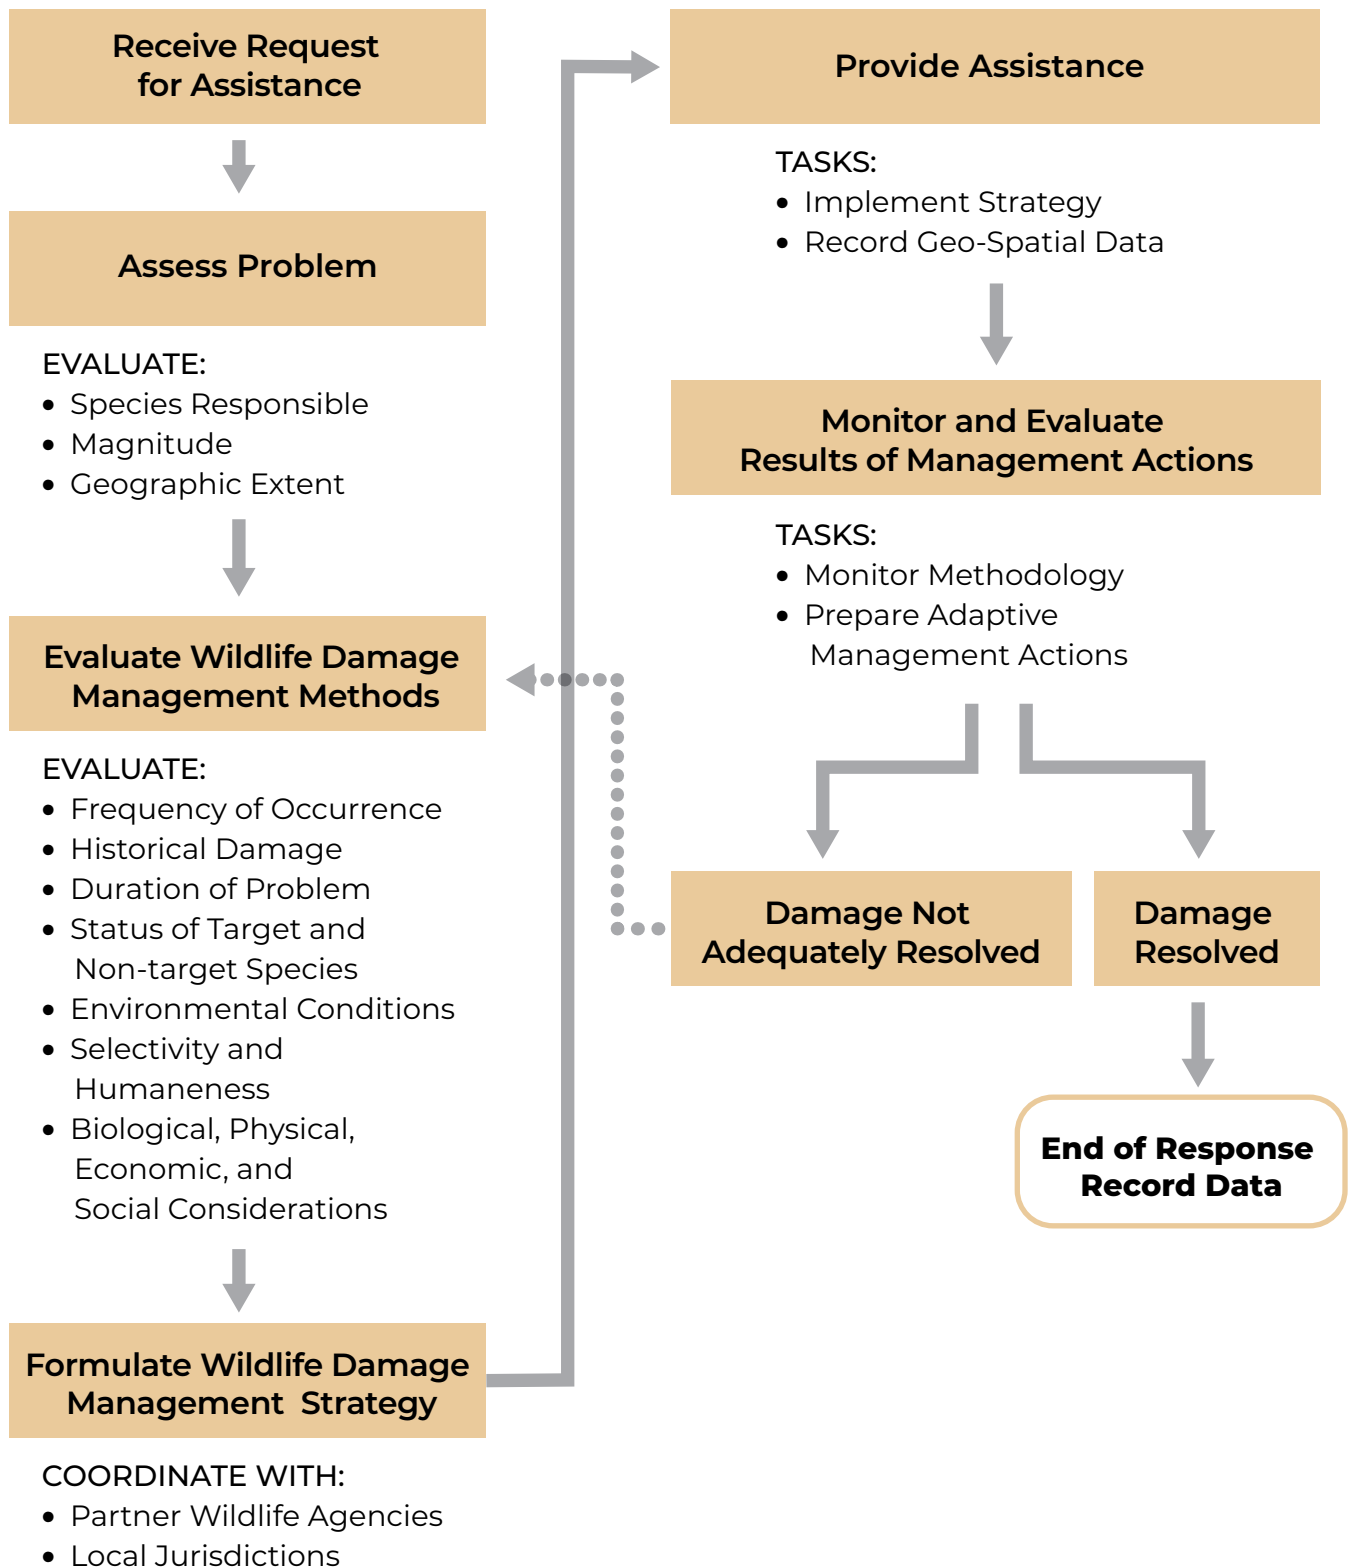 Receive Request
for Assistance
Assess Problem
EVALUATE:
• Species Responsible
• Magnitude
• Geographic Extent
Evaluate Wildlife Damage
Management Methods
EVALUATE:
• Frequency of Occurrence
• Historical Damage
• Duration of Problem
• Status of Target and
Non-target Species
• Environmental Conditions
• Selectivity and
Humaneness
• Biological, Physical,
Economic, and
Social Considerations
Formulate Wildlife Damage
Management Strategy
COORDINATE WITH:
• Partner Wildlife Agencies
• Local Jurisdictions
Provide Assistance
TASKS:
• Implement Strategy
• Record Geo-Spatial Data
Monitor and Evaluate
Results of Management Actions
TASKS:
• Monitor Methodology
• Prepare Adaptive
Management Actions
Damage Not
Adequately Resolved
Damage
Resolved
End of Response
Record Data